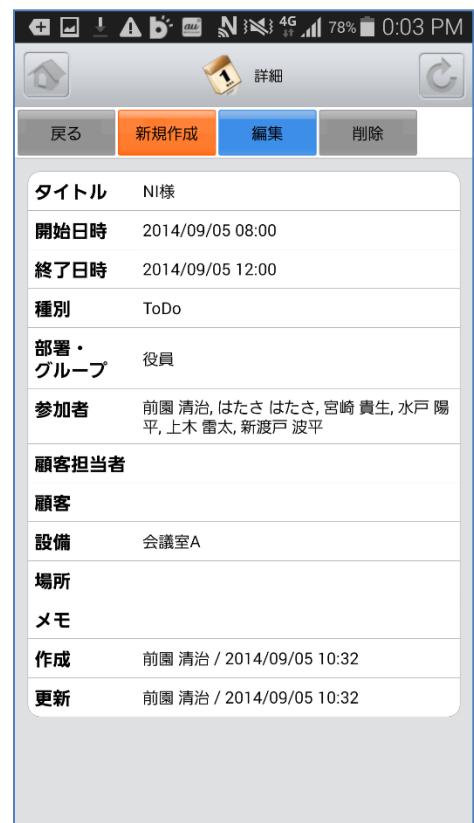 au 4G 78% 0:03 PM
1 詳細
戻る 新規作成 編集 削除
タイトル NI様
開始日時 2014/09/05 08:00
終了日時 2014/09/05 12:00
種別 ToDo
部署・
グループ 役員
参加者 前園 清治, はたさ はたさ, 宮崎 貴生, 水戸 陽
平, 上木 雷太, 新渡戸 波平
顧客担当者
顧客
設備 会議室A
場所
メモ
作成 前園 清治 / 2014/09/05 10:32
更新 前園 清治 / 2014/09/05 10:32